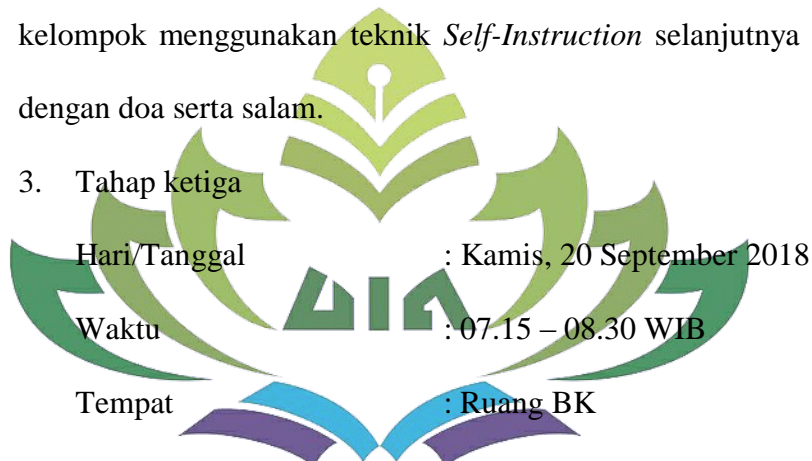 kelompok menggunakan teknik Self-Instruction selanjutnya
dengan doa serta salam.
3. Tahap ketiga
Hari/Tanggal : Kamis, 20 September 2018
UIN
Waktu : 07.15 – 08.30 WIB
Tempat : Ruang BK